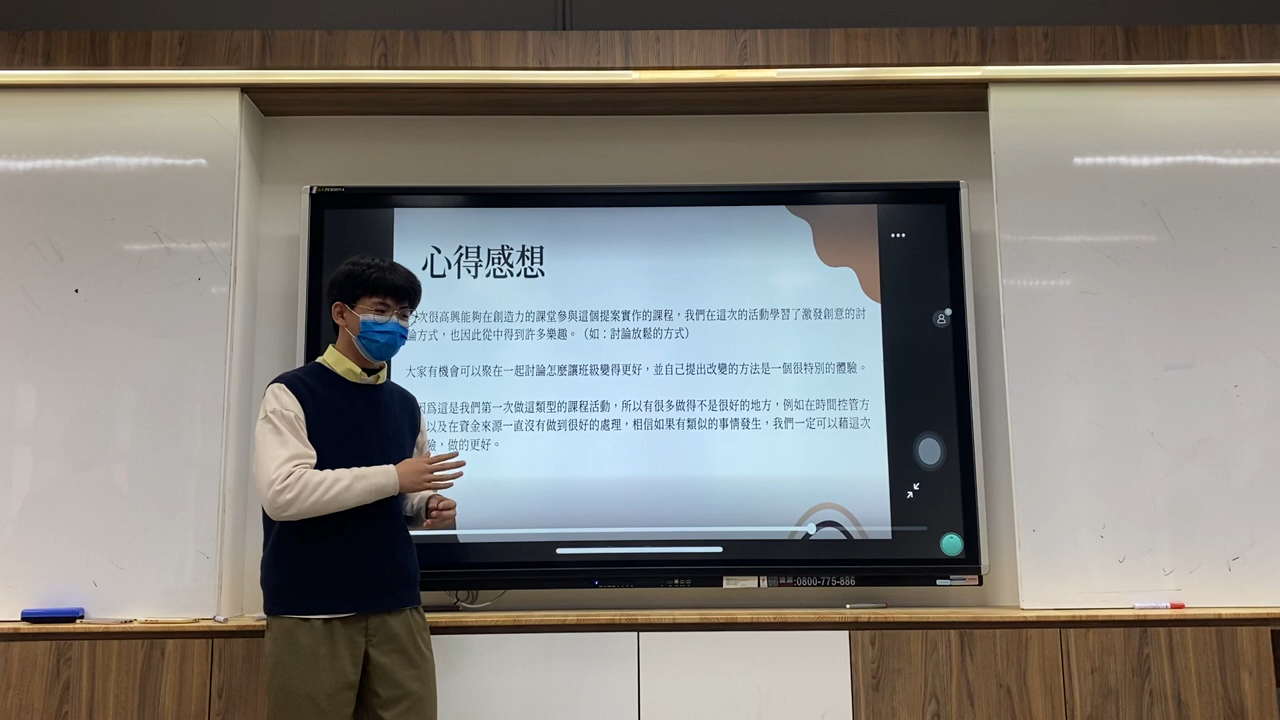 心得感想
次很高興能夠在創造力的課堂參與這個提案實作的課程，我們在這次的活動學習了激發創意的討
論方式，也因此從中得到許多樂趣。（如：討論放鬆的方式）
大家有機會可以聚在一起討論怎麼讓班級變得更好，並自己提出改變的方法是一個很特別的體驗。
因爲這是我們第一次做這類型的課程活動，所以有很多做得不是很好的地方，例如在時間控管方
以及在資金來源一直沒有做到很好的處理，相信如果有類似的事情發生，我們一定可以藉這次
驗，做的更好。
:0800-775-886